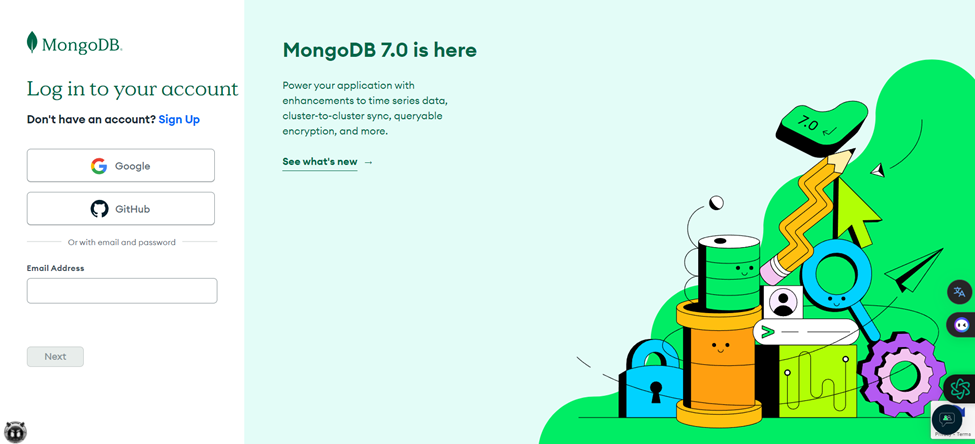 MongoDB.
Log in to your account
Don't have an account? Sign Up
Google
GitHub
Or with email and password
Email Address
Next
MongoDB 7.0 is here
Power your application with
enhancements to time series data,
cluster-to-cluster sync, queryable
encryption, and more.
See what's new →
7.0
Terms